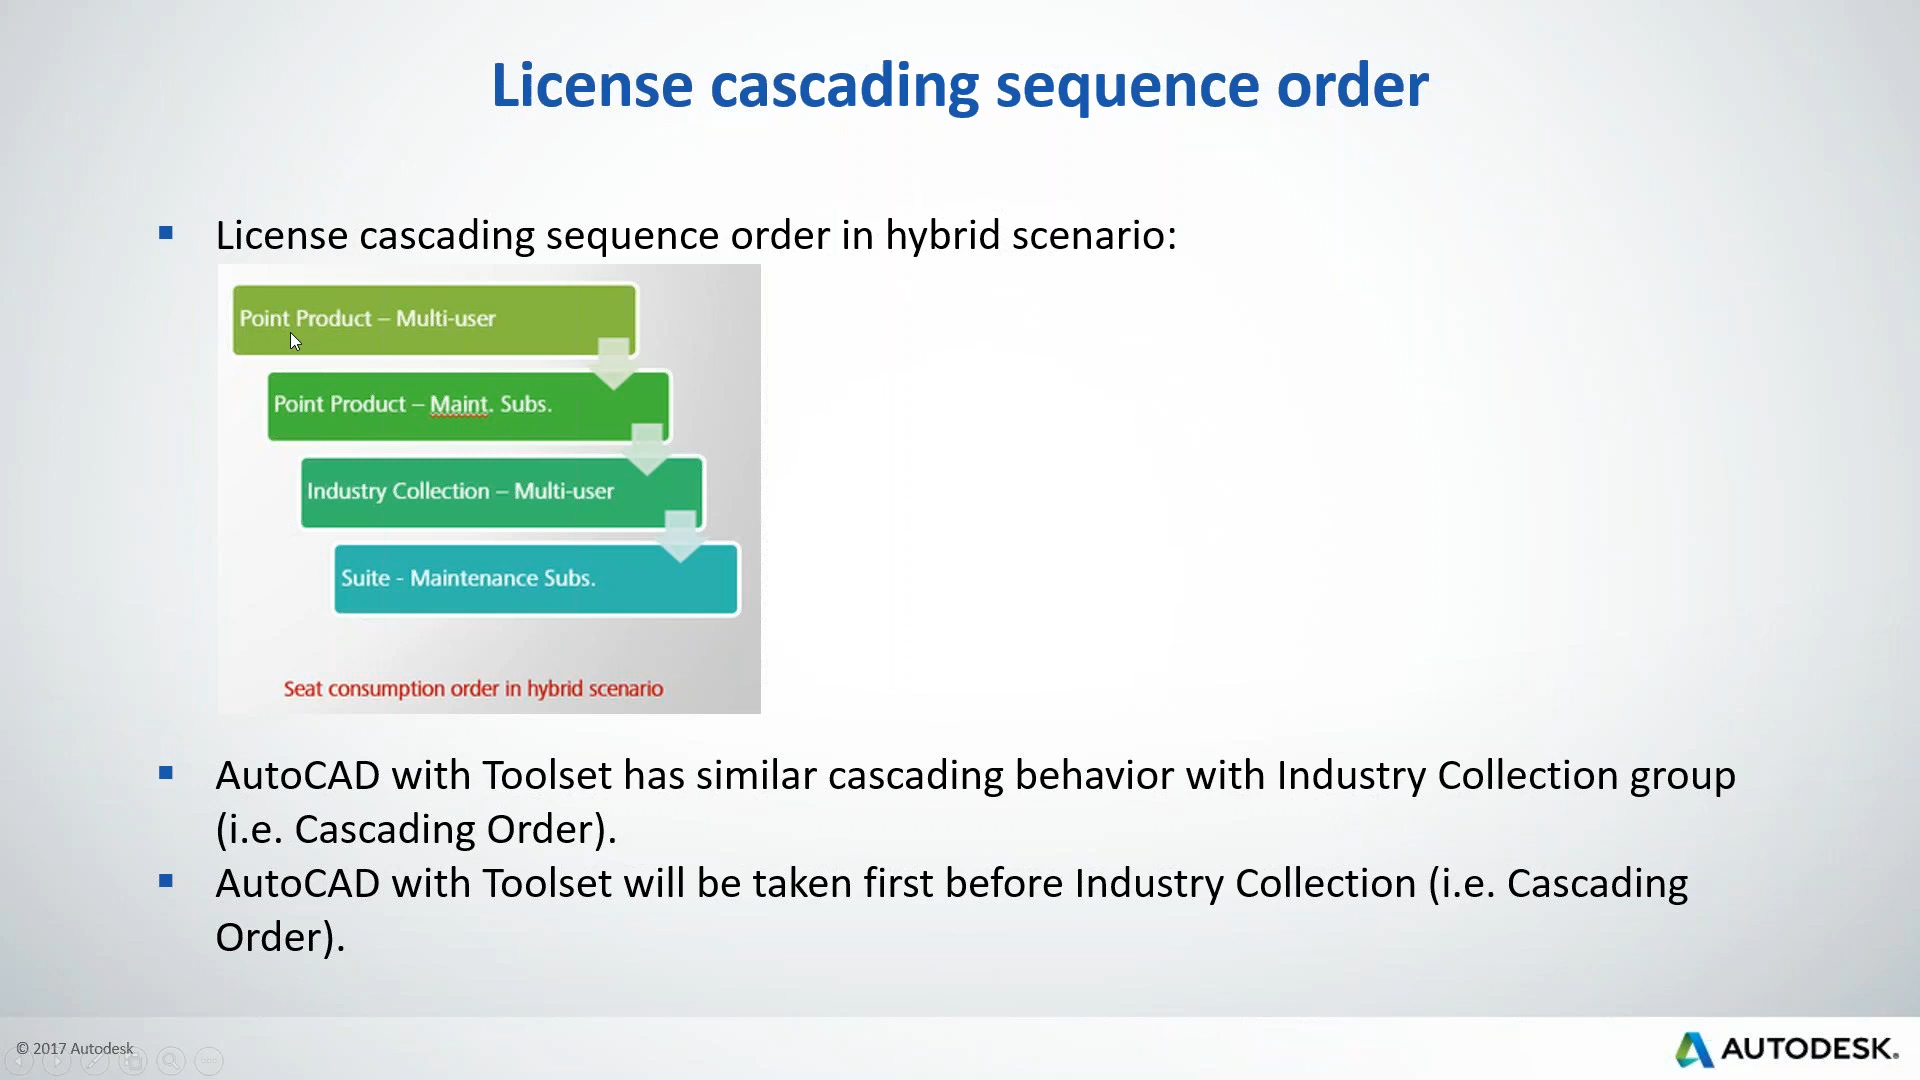 License cascading sequence order
License cascading sequence order in hybrid scenario:
Point Product – Multi-user
Point Product – Maint. Subs.
Industry Collection – Multi-user
Suite - Maintenance Subs.
Seat consumption order in hybrid scenario
AutoCAD with Toolset has similar cascading behavior with Industry Collection group
(i.e. Cascading Order).
AutoCAD with Toolset will be taken first before Industry Collection (i.e. Cascading
Order).
© 2017 Autodesk
AUTODESK.